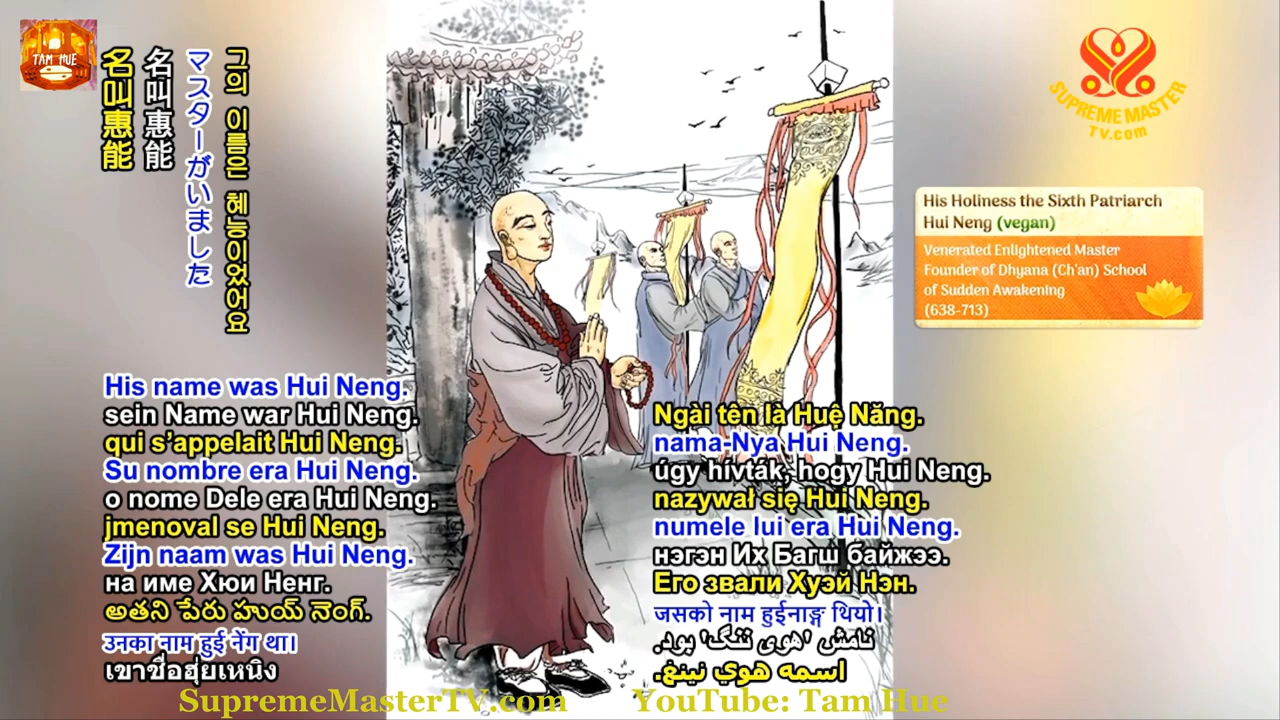 TAM HUE
名叫惠能
名叫惠能
マスターがいました
그의 이름은 혜능이었어요
SUPREME MASTER
TV.com
His Holiness the Sixth Patriarch
Hui Neng (vegan)
Venerated Enlightened Master
Founder of Dhyana (Ch'an) School
of Sudden Awakening
(638-713)
His name was Hui Neng.
sein Name war Hui Neng.
qui s'appelait Hui Neng.
Su nombre era Hui Neng.
o nome Dele era Hui Neng.
jmenoval se Hui Neng.
Zijn naam was Hui Neng.
на име Хюи Ненг.
అతని పేరు హుయ్ నెంగ్.
उनका नाम हुई नेंग था।
เขาชื่อฮุ่ยเหนิง
Ngài tên là Huệ Năng.
nama-Nya Hui Neng.
úgy hívták, hogy Hui Neng.
nazywał się Hui Neng.
numele lui era Hui Neng.
нэгэн Их Багш байжээ.
Его звали Хуэй Нэн.
जसको नाम हुईनाङ्ग थियो।
نامش 'هوی ننگ' بود.
اسمه هوي نينغ.
SupremeMasterTV.com
YouTube: Tam Hue